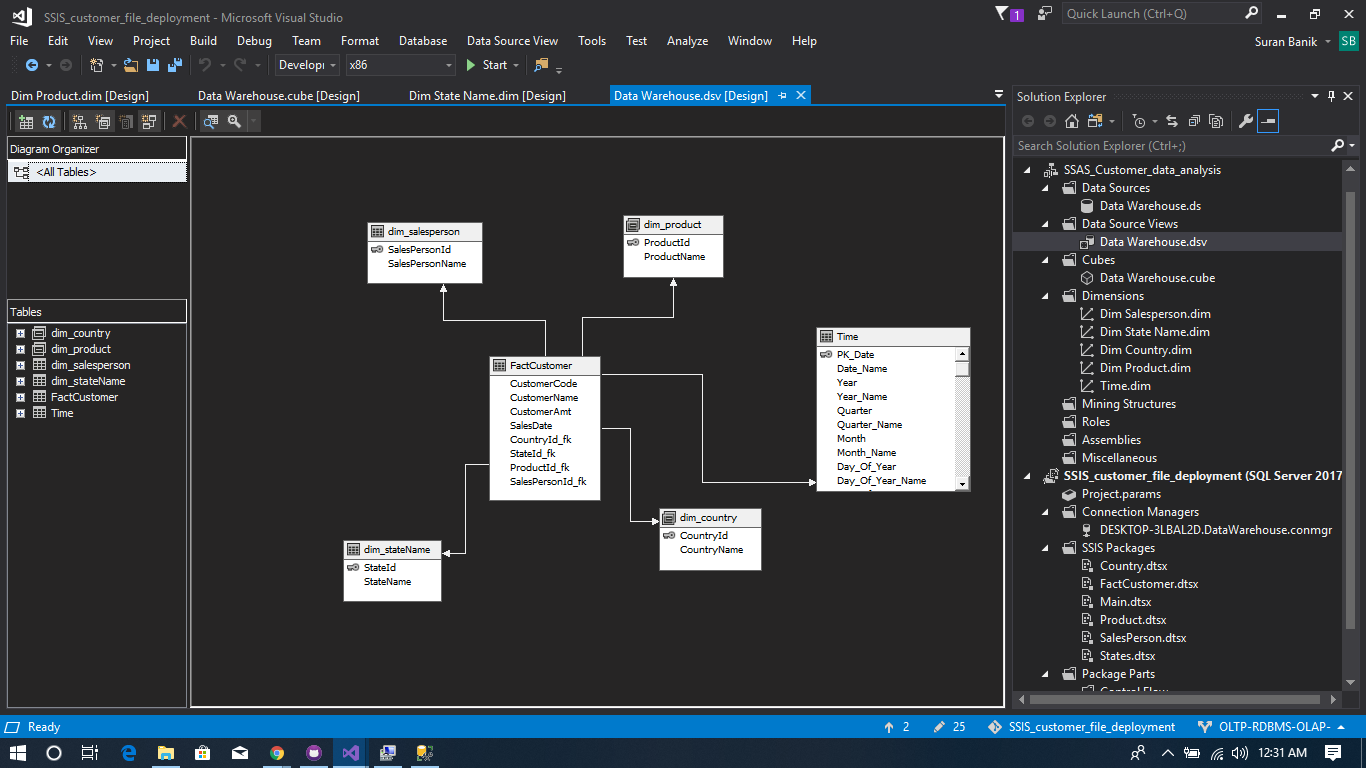 SSIS_customer_file_deployment - Microsoft Visual Studio
1
Quick Launch (Ctrl+Q)
File Edit View Project Build Debug Team Format Database Data Source View Tools Test Analyze Window Help
Suran Banik
SB
Developi
x86
Start
Dim Product.dim [Design]
Data Warehouse.cube [Design]
Dim State Name.dim [Design]
Data Warehouse.dsv [Design]
Diagram Organizer
<All Tables>
Tables
dim_country
dim_product
dim_salesperson
dim_stateName
FactCustomer
Time
dim_salesperson
SalesPersonId
SalesPersonName
dim_product
ProductId
ProductName
FactCustomer
CustomerCode
CustomerName
CustomerAmt
SalesDate
CountryId_fk
StateId_fk
ProductId_fk
SalesPersonId_fk
Time
PK_Date
Date_Name
Year
Year_Name
Quarter
Quarter_Name
Month
Month_Name
Day_Of_Year
Day_Of_Year_Name
dim_country
CountryId
CountryName
dim_stateName
StateId
StateName
Solution Explorer
Search Solution Explorer (Ctrl+;)
SSAS_Customer_data_analysis
Data Sources
Data Warehouse.ds
Data Source Views
Data Warehouse.dsv
Cubes
Data Warehouse.cube
Dimensions
Dim Salesperson.dim
Dim State Name.dim
Dim Country.dim
Dim Product.dim
Time.dim
Mining Structures
Roles
Assemblies
Miscellaneous
SSIS_customer_file_deployment (SQL Server 2017
Project.params
Connection Managers
DESKTOP-3LBAL2D.DataWarehouse.conmgr
SSIS Packages
Country.dtsx
FactCustomer.dtsx
Main.dtsx
Product.dtsx
SalesPerson.dtsx
States.dtsx
Package Parts
Control Flow
Ready
2
25
SSIS_customer_file_deployment
OLTP-RDBMS-OLAP-
12:31 AM